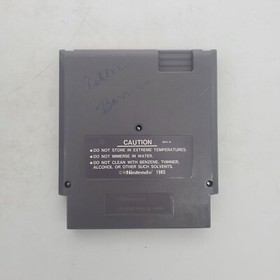 CAUTION
● DO NOT STORE IN EXTREME TEMPERATURES.
● DO NOT IMMERSE IN WATER.
● DO NOT CLEAN WITH BENZENE, THINNER,
ALCOHOL OR OTHER SUCH SOLVENTS.
©®Nintendo 1985